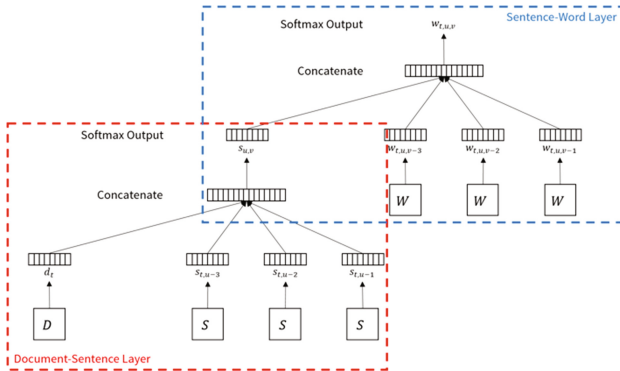 Softmax Output
w_{t,u,v}
Sentence-Word Layer
Concatenate
Softmax Output
s_{u,v}
w_{t,u,v-3}
w_{t,u,v-2}
w_{t,u,v-1}
Concatenate
W
W
W
d_t
s_{t,u-3}
s_{t,u-2}
s_{t,u-1}
D
S
S
S
Document-Sentence Layer